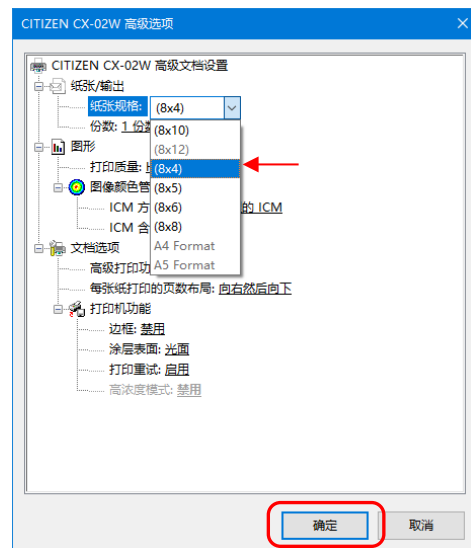 CITIZEN CX-02W 高级选项
CITIZEN CX-02W 高级文档设置
纸张/输出
纸张规格: (8x4)
份数: 1 份
(8x10)
(8x12)
(8x4)
(8x5)
(8x6)
(8x8)
A4 Format
A5 Format
图形
打印质量:
图像颜色管
ICM 方 的 ICM
ICM 含
文档选项
高级打印功
每张纸打印的页数布局: 向右然后向下
打印机功能
边框: 禁用
涂层表面: 光面
打印重试: 启用
高浓度模式: 禁用
确定 取消